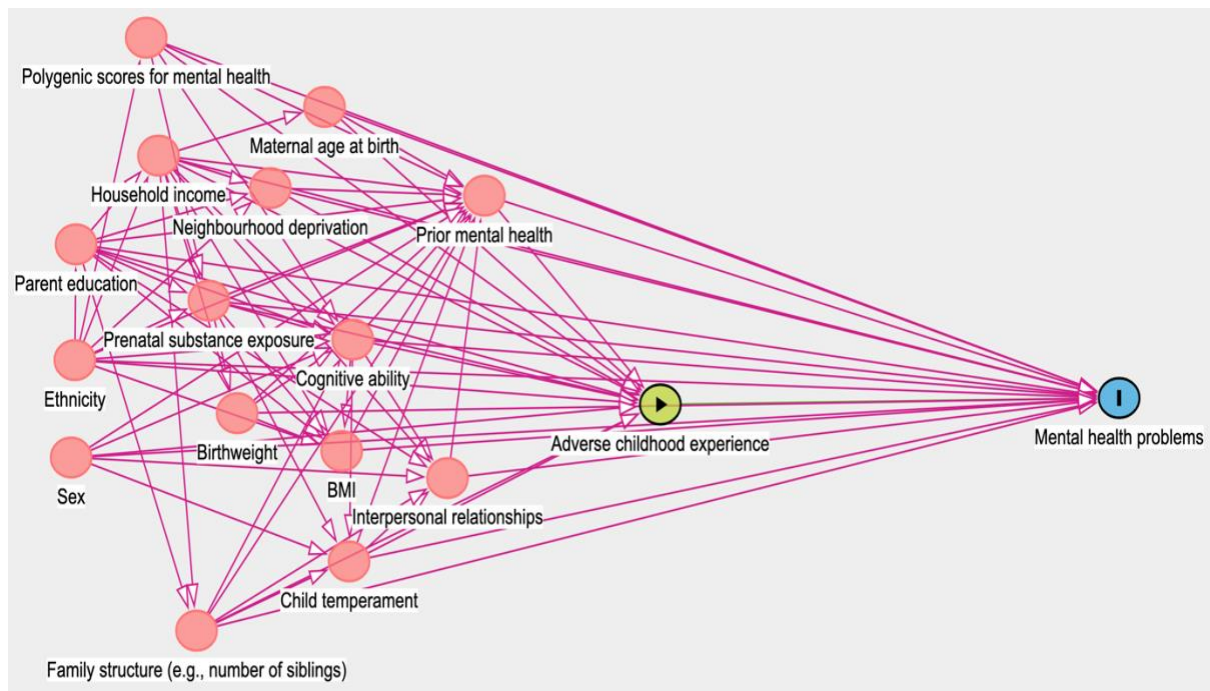 Polygenic scores for mental health
Maternal age at birth
Household income
Neighbourhood deprivation
Prior mental health
Parent education
Prenatal substance exposure
Cognitive ability
Ethnicity
Adverse childhood experience
Mental health problems
Birthweight
BMI
Sex
Interpersonal relationships
Child temperament
Family structure (e.g., number of siblings)